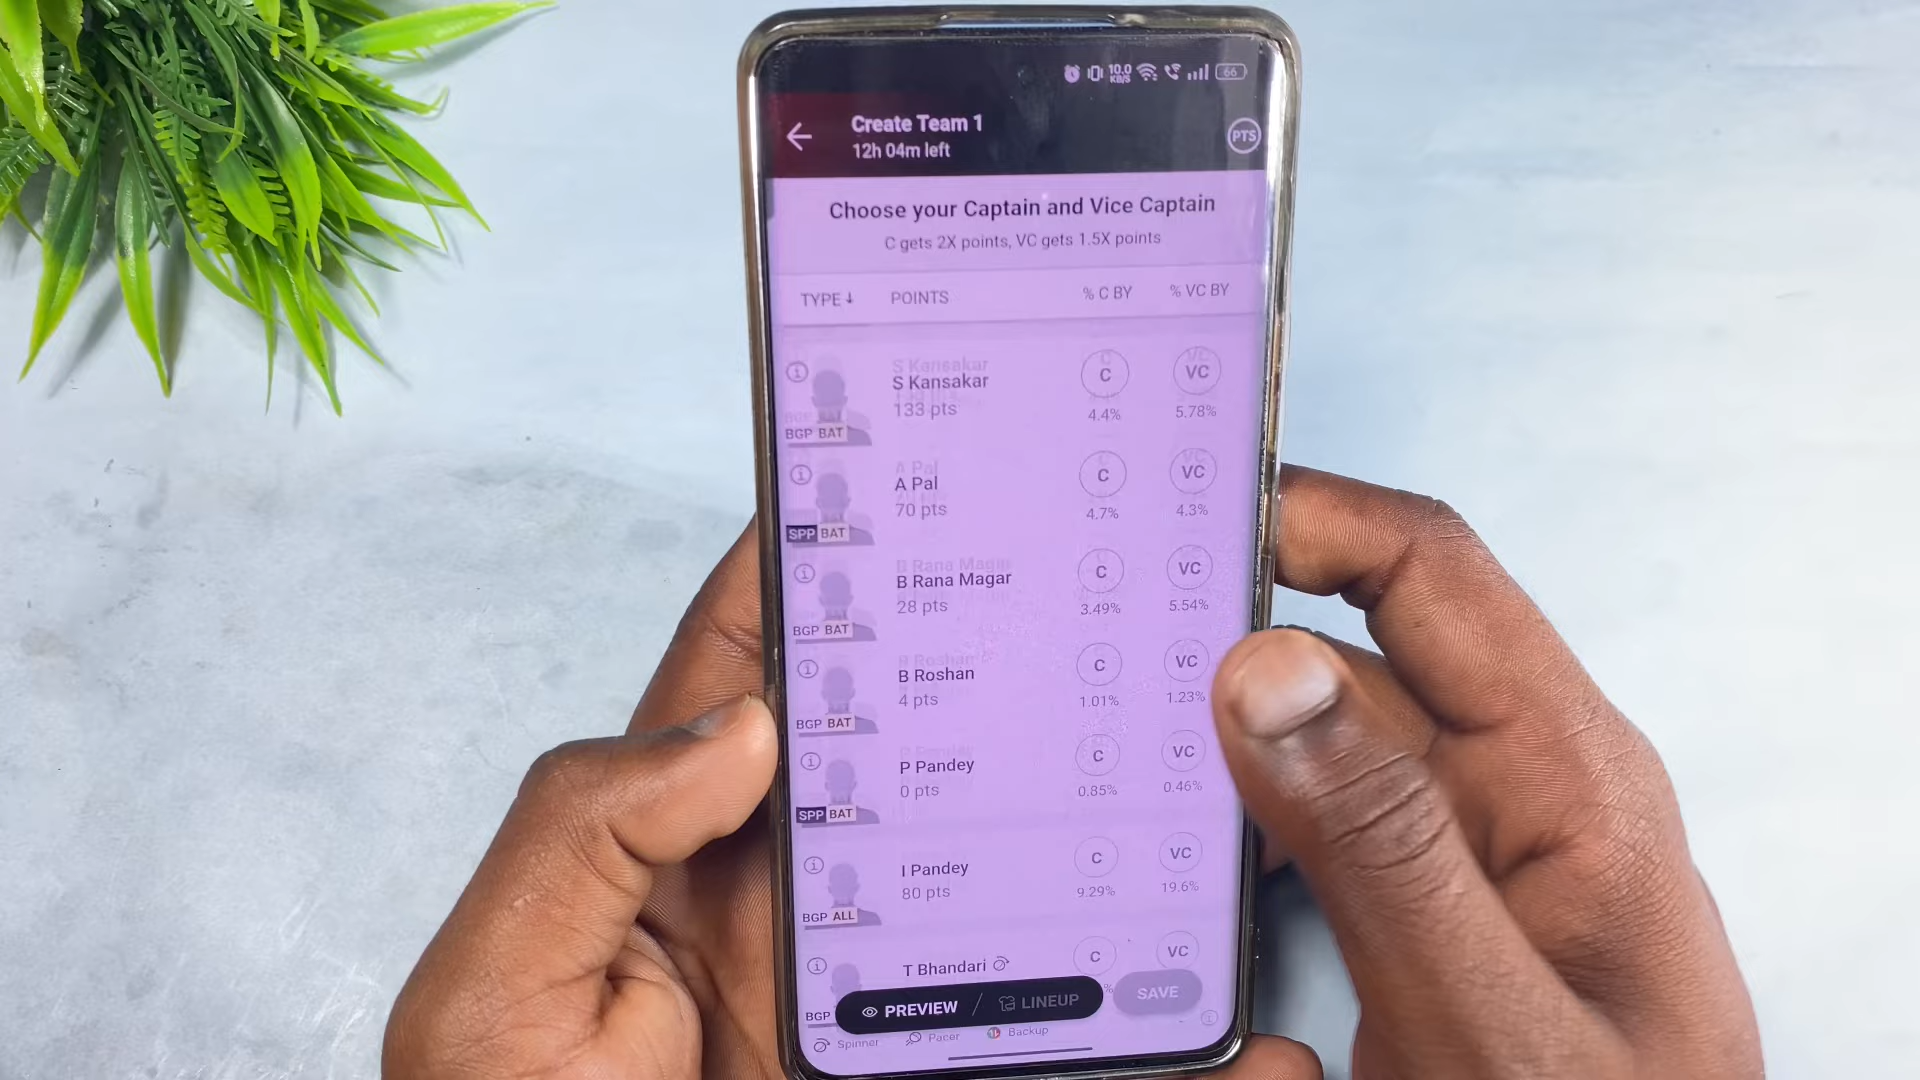 10.0
KB/S
66
Create Team 1
12h 04m left
PTS
Choose your Captain and Vice Captain
C gets 2X points, VC gets 1.5X points
TYPE POINTS % C BY % VC BY
S Kansakar
133 pts
BGP BAT
C
4.4%
VC
5.78%
A Pal
70 pts
SPP BAT
C
4.7%
VC
4.3%
B Rana Magar
28 pts
BGP BAT
C
3.49%
VC
5.54%
B Roshan
4 pts
BGP BAT
C
1.01%
VC
1.23%
P Pandey
0 pts
SPP BAT
C
0.85%
VC
0.46%
I Pandey
80 pts
BGP ALL
C
9.29%
VC
19.6%
T Bhandari
BGP
C
%
VC
PREVIEW / LINEUP
SAVE
Spinner Pacer Backup